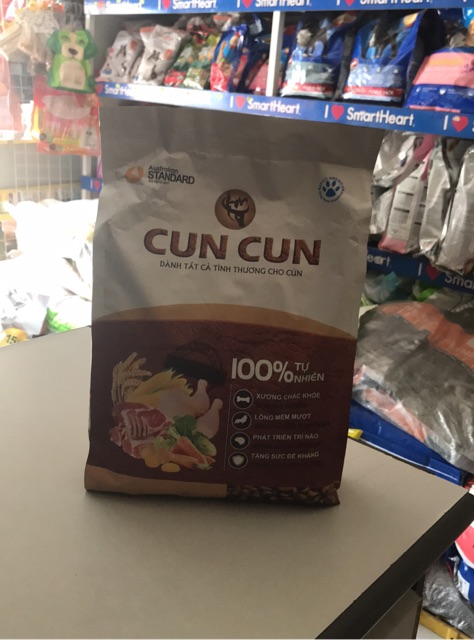 I ❤ SmartHeart
I ❤ SmartHeart
I ❤ SmartHeart
SmartHeart
Australian
STANDARD
CUN CUN
DÀNH TẤT CẢ TÌNH THƯƠNG CHO CÚN
100% TỰ
NHIÊN
XƯƠNG CHẮC KHỎE
LÔNG MỀM MƯỢT
PHÁT TRIỂN TRÍ NÃO
TĂNG SỨC ĐỀ KHÁNG